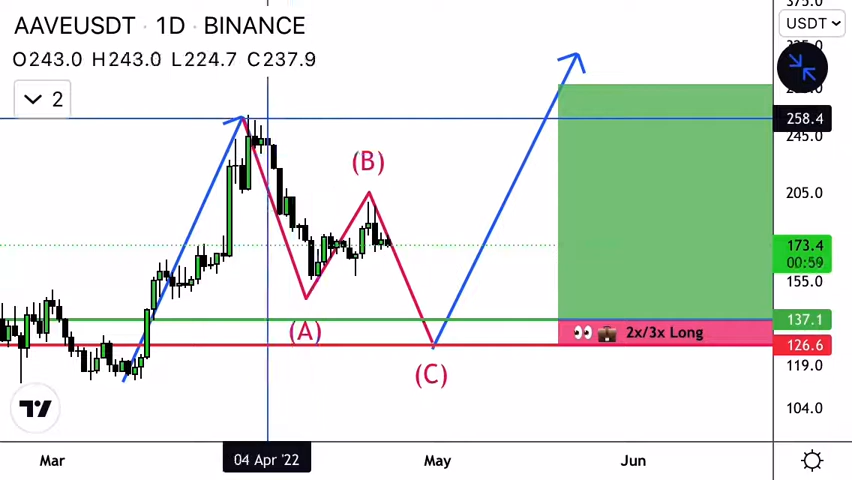 AAVEUSDT · 1D · BINANCE
O243.0 H243.0 L224.7 C237.9
2
USDT
258.4
245.0
(B)
205.0
173.4
00:59
155.0
137.1
(A)
👀 💼 2x/3x Long
126.6
119.0
(C)
104.0
Mar
04 Apr '22
May
Jun